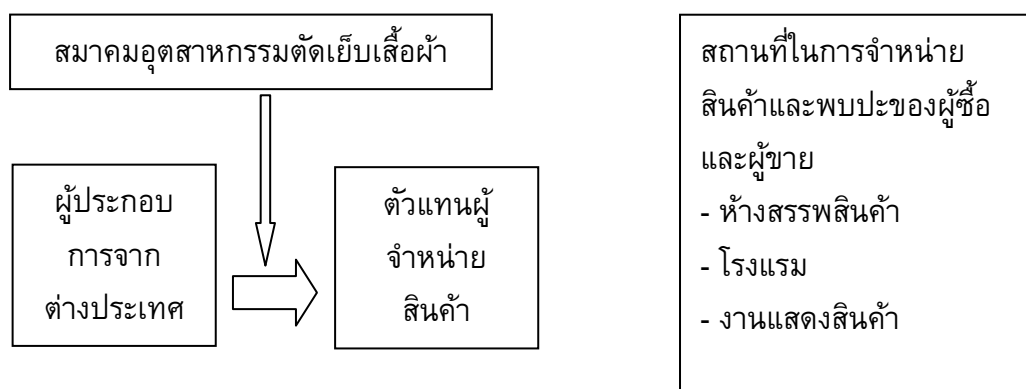 สมาคมอุตสาหกรรมตัดเย็บเสื้อผ้า
ผู้ประกอบ
การจาก
ต่างประเทศ
ตัวแทนผู้
จำหน่าย
สินค้า
สถานที่ในการจำหน่าย
สินค้าและพบปะของผู้ซื้อ
และผู้ขาย
- ห้างสรรพสินค้า
- โรงแรม
- งานแสดงสินค้า